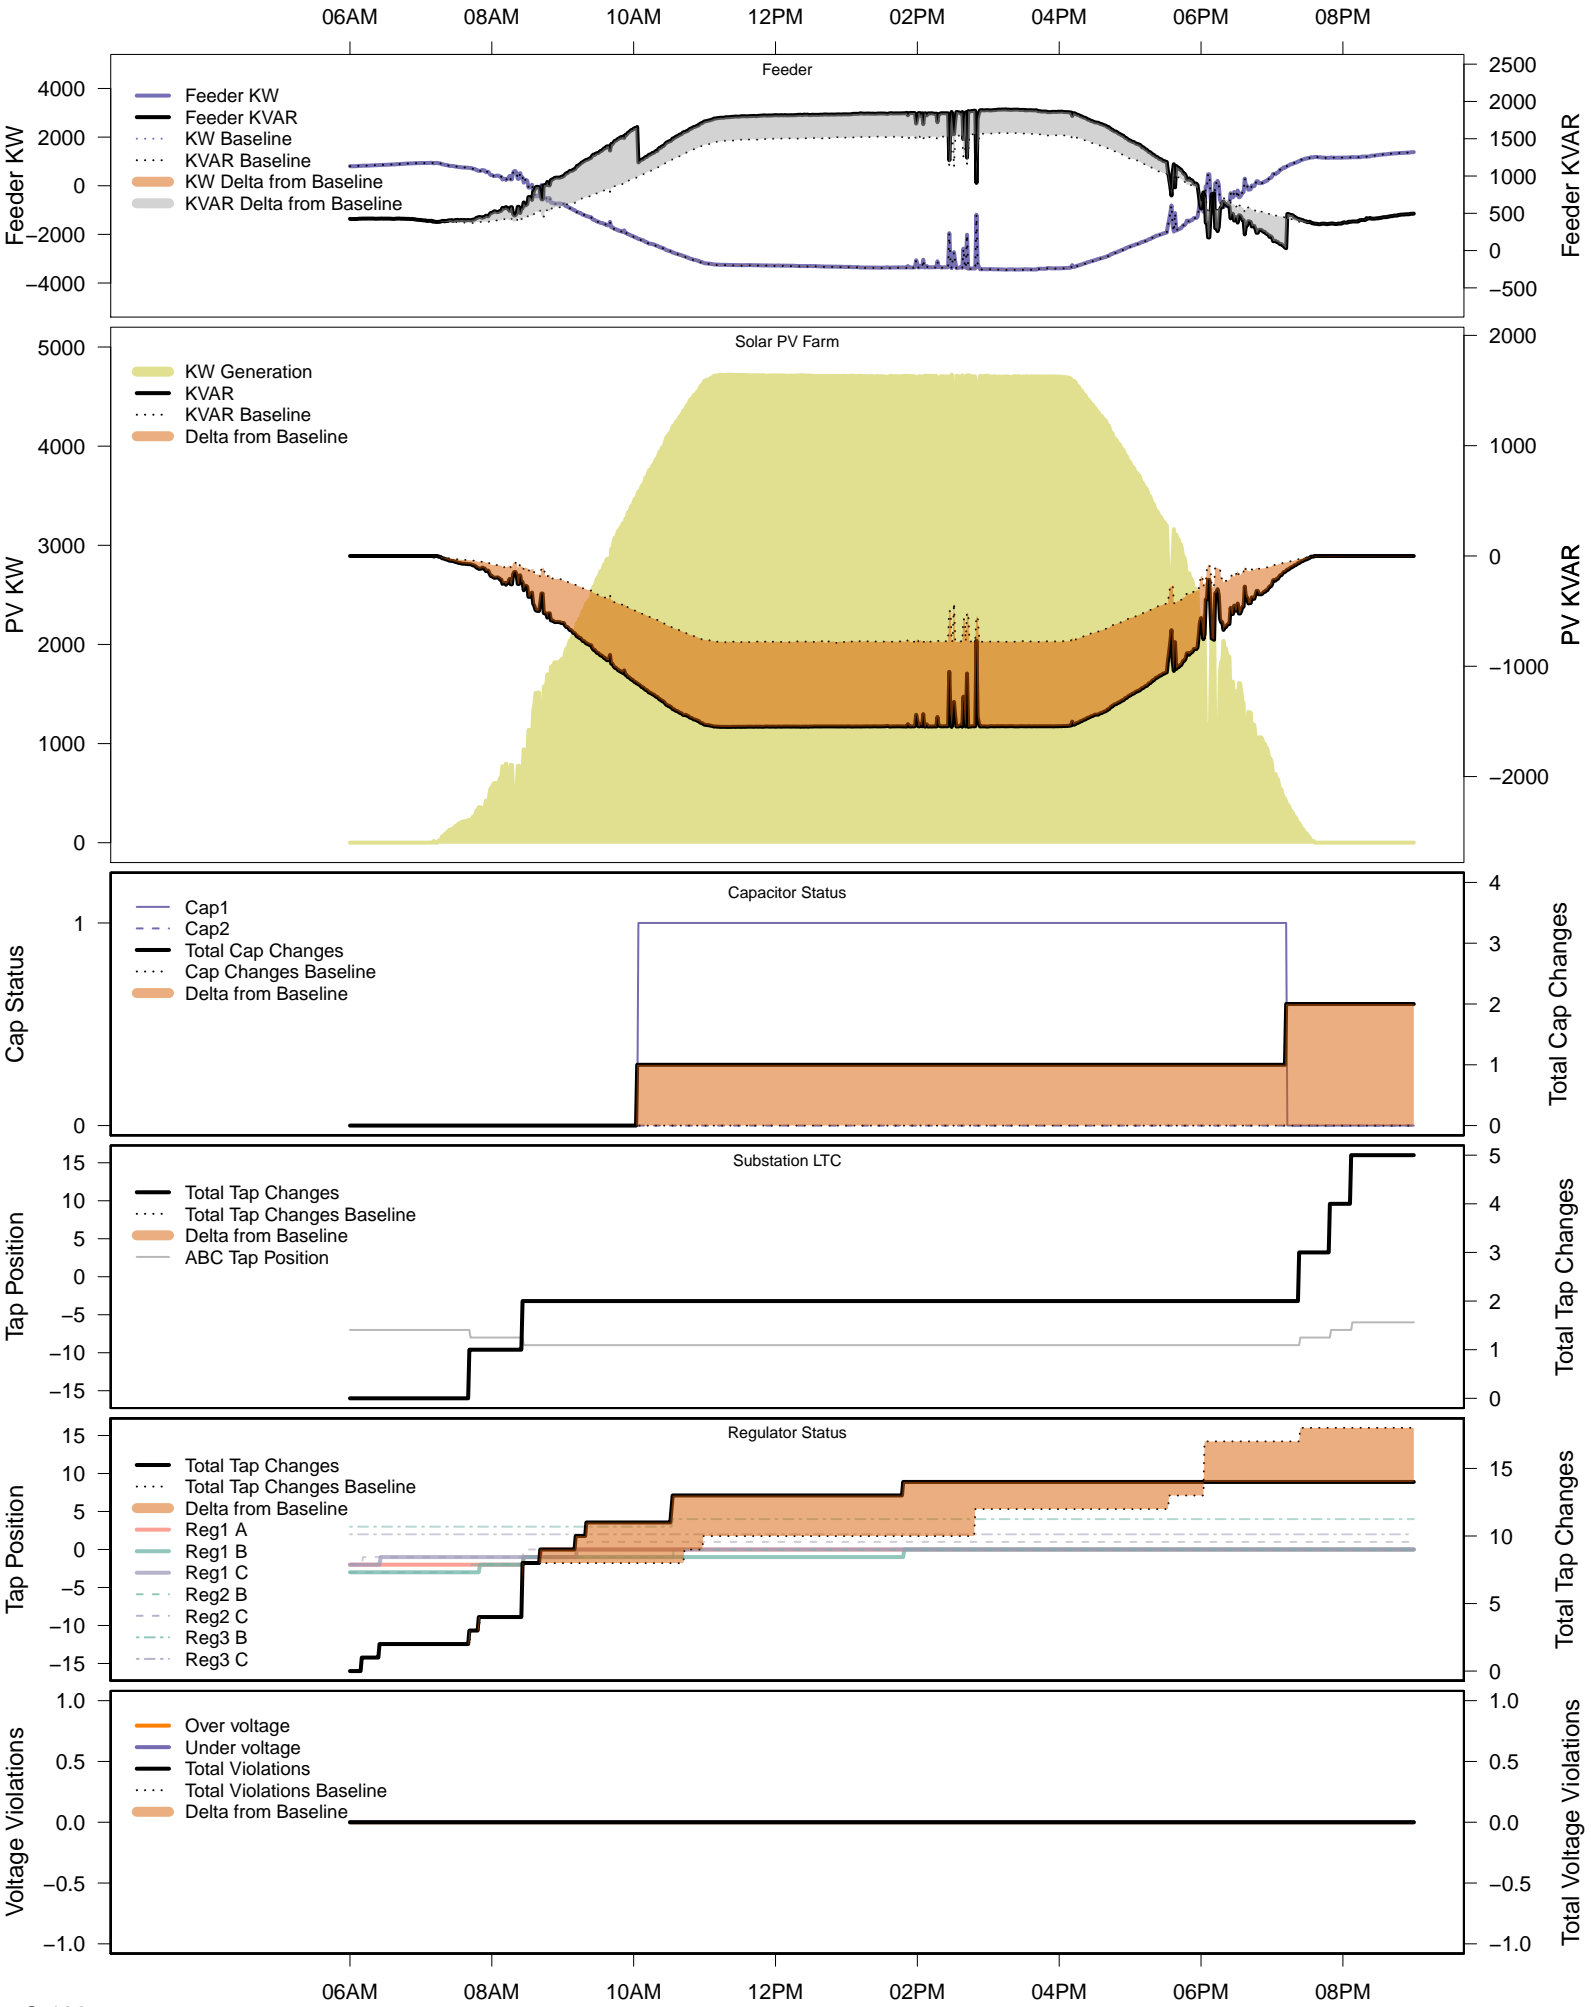 06AM 08AM 10AM 12PM 02PM 04PM 06PM 08PM
Feeder
Feeder KW
Feeder KVAR
4000
2000
0
−2000
−4000
2500
2000
1500
1000
500
0
−500
Feeder KW
Feeder KVAR
KW Baseline
KVAR Baseline
KW Delta from Baseline
KVAR Delta from Baseline
Solar PV Farm
PV KW
PV KVAR
5000
4000
3000
2000
1000
0
2000
1000
0
−1000
−2000
KW Generation
KVAR
KVAR Baseline
Delta from Baseline
Capacitor Status
Cap Status
Total Cap Changes
1
0
4
3
2
1
0
Cap1
Cap2
Total Cap Changes
Cap Changes Baseline
Delta from Baseline
Substation LTC
Tap Position
Total Tap Changes
15
10
5
0
−5
−10
−15
5
4
3
2
1
0
Total Tap Changes
Total Tap Changes Baseline
Delta from Baseline
ABC Tap Position
Regulator Status
Tap Position
Total Tap Changes
15
10
5
0
−5
−10
−15
15
10
5
0
Total Tap Changes
Total Tap Changes Baseline
Delta from Baseline
Reg1 A
Reg1 B
Reg1 C
Reg2 B
Reg2 C
Reg3 B
Reg3 C
Voltage Violations
Total Voltage Violations
1.0
0.5
0.0
−0.5
−1.0
1.0
0.5
0.0
−0.5
−1.0
Over voltage
Under voltage
Total Violations
Total Violations Baseline
Delta from Baseline
06AM 08AM 10AM 12PM 02PM 04PM 06PM 08PM